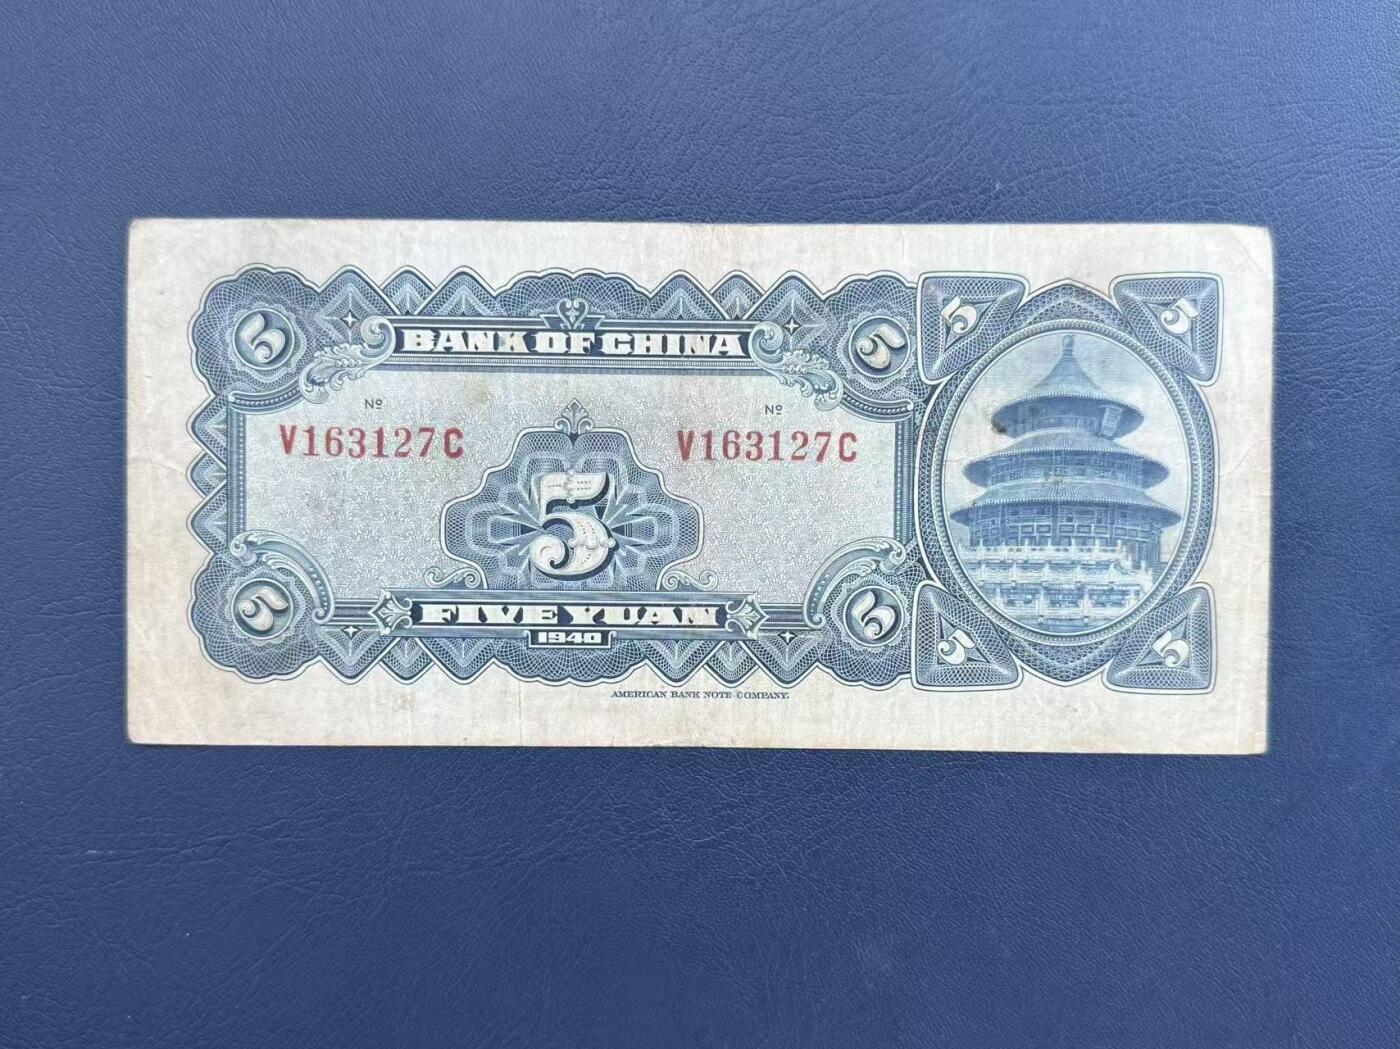 5 BANK OF CHINA 5 5 5
Nº Nº
V163127C V163127C
5
5 FIVE YUAN 5 5 5
1940
AMERICAN BANK NOTE COMPANY.